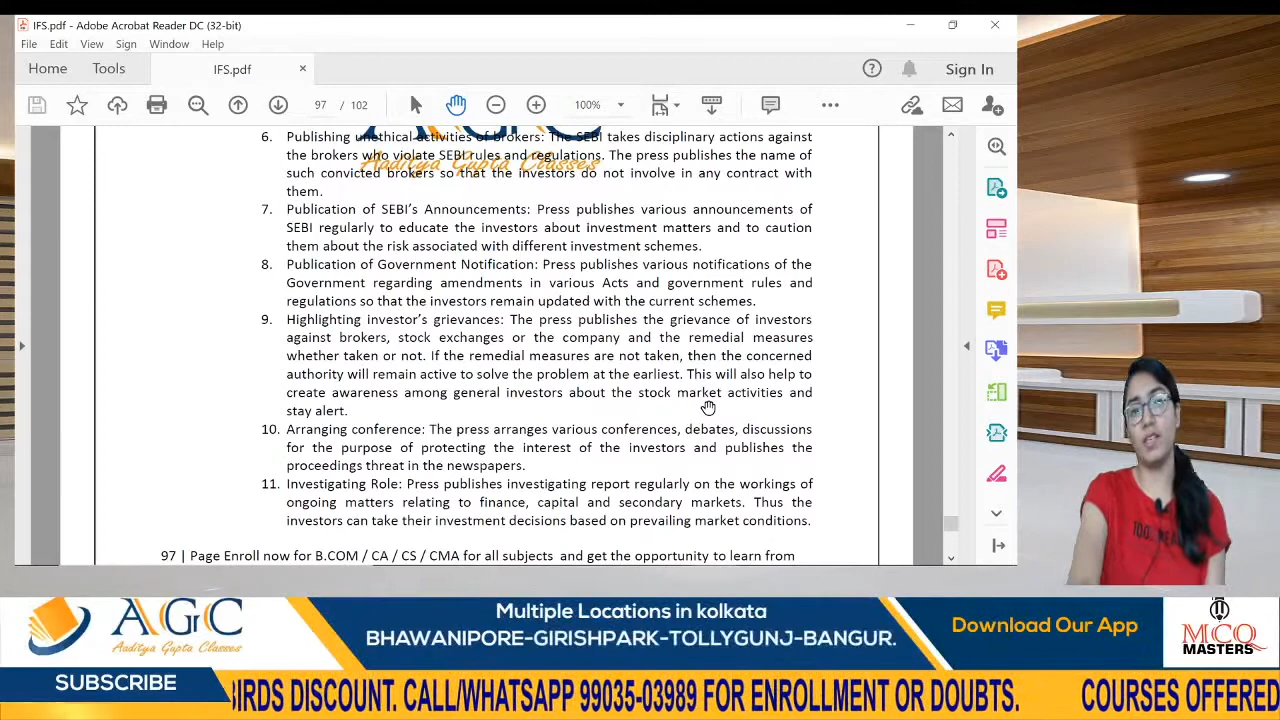 IFS.pdf - Adobe Acrobat Reader DC (32-bit)
File Edit View Sign Window Help
Home Tools IFS.pdf × Sign In
97 / 102 100%
6. Publishing unethical activities of brokers: The SEBI takes disciplinary actions against
the brokers who violate SEBI rules and regulations. The press publishes the name of
such convicted brokers so that the investors do not involve in any contract with
them.
Aaditya Gupta Classes
7. Publication of SEBI's Announcements: Press publishes various announcements of
SEBI regularly to educate the investors about investment matters and to caution
them about the risk associated with different investment schemes.
8. Publication of Government Notification: Press publishes various notifications of the
Government regarding amendments in various Acts and government rules and
regulations so that the investors remain updated with the current schemes.
9. Highlighting investor's grievances: The press publishes the grievance of investors
against brokers, stock exchanges or the company and the remedial measures
whether taken or not. If the remedial measures are not taken, then the concerned
authority will remain active to solve the problem at the earliest. This will also help to
create awareness among general investors about the stock market activities and
stay alert.
10. Arranging conference: The press arranges various conferences, debates, discussions
for the purpose of protecting the interest of the investors and publishes the
proceedings threat in the newspapers.
11. Investigating Role: Press publishes investigating report regularly on the workings of
ongoing matters relating to finance, capital and secondary markets. Thus the
investors can take their investment decisions based on prevailing market conditions.
97 | Page Enroll now for B.COM / CA / CS / CMA for all subjects and get the opportunity to learn from
AGC
Aaditya Gupta Classes
Multiple Locations in kolkata
BHAWANIPORE-GIRISHPARK-TOLLYGUNJ-BANGUR.
Download Our App
MCQ
MASTERS
SUBSCRIBE
BIRDS DISCOUNT. CALL/WHATSAPP 99035-03989 FOR ENROLLMENT OR DOUBTS. COURSES OFFERED